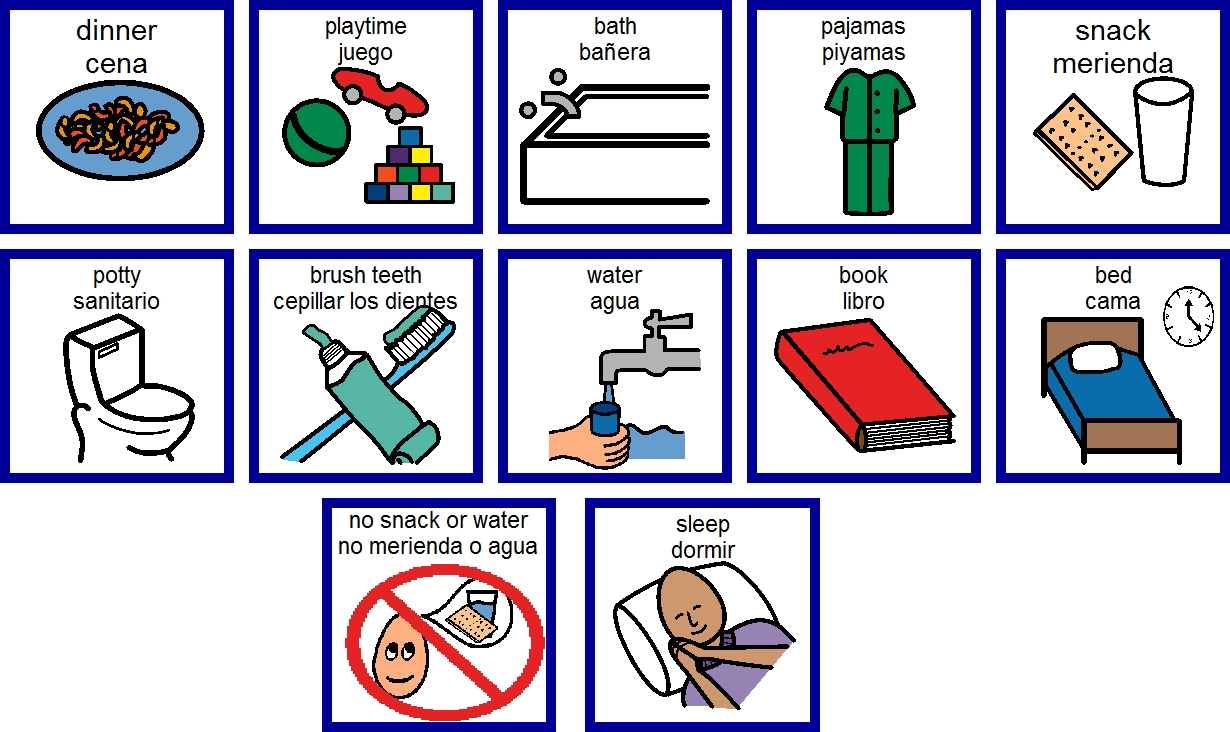 dinner
cena
playtime
juego
bath
bañera
pajamas
piyamas
snack
merienda
potty
sanitario
brush teeth
cepillar los dientes
water
agua
book
libro
bed
cama
no snack or water
no merienda o agua
sleep
dormir